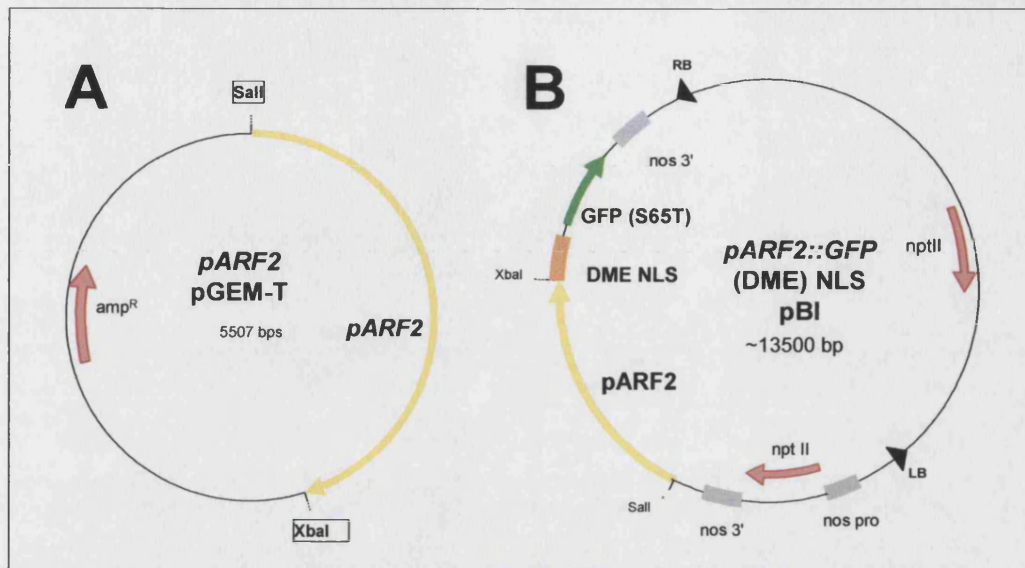 A
SalI
ampᴿ
pARF2
pGEM-T
5507 bps
pARF2
XbaI
B
RB
nos 3'
GFP (S65T)
XbaI
DME NLS
pARF2::GFP
(DME) NLS
pBI
~13500 bp
nptII
pARF2
npt II
LB
SalI
nos 3'
nos pro